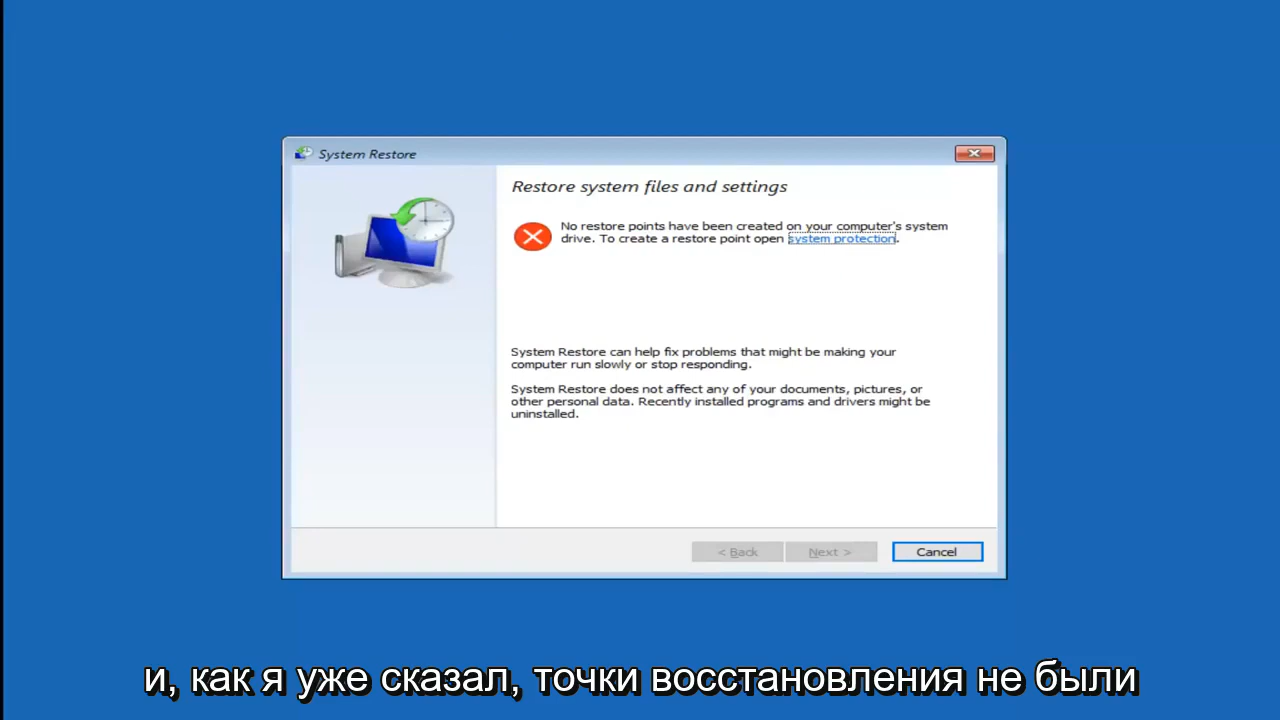 System Restore
Restore system files and settings
No restore points have been created on your computer's system
drive. To create a restore point open system protection.
System Restore can help fix problems that might be making your
computer run slowly or stop responding.
System Restore does not affect any of your documents, pictures, or
other personal data. Recently installed programs and drivers might be
uninstalled.
< Back Next > Cancel
и, как я уже сказал, точки восстановления не были